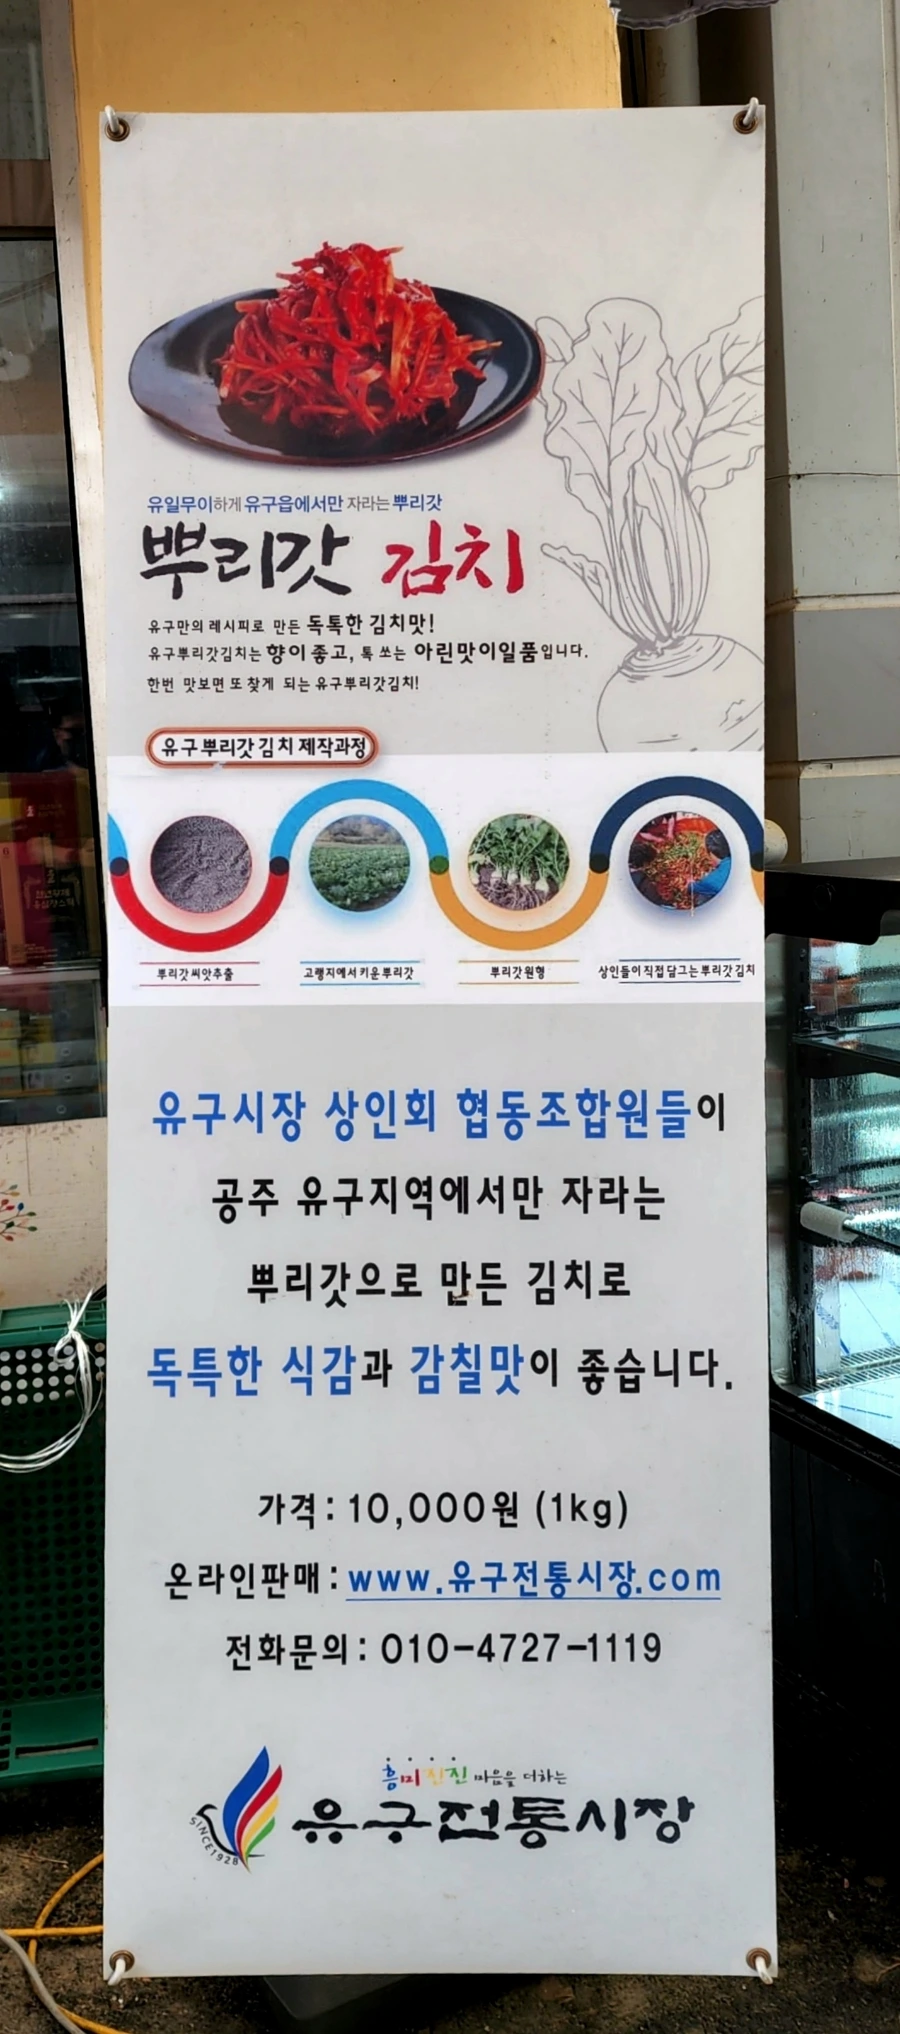 유일무이하게 유구읍에서만 자라는 뿌리갓
뿌리갓 김치
유구만의 레시피로 만든 독톡한 김치맛!
유구뿌리갓김치는 향이 좋고, 톡 쏘는 아린맛이일품입니다.
한번 맛보면 또 찾게 되는 유구뿌리갓김치!
유구 뿌리갓 김치 제작과정
뿌리갓 씨앗추출
고랭지에서 키운 뿌리갓
뿌리갓 원형
상인들이 직접 담그는 뿌리갓 김치
유구시장 상인회 협동조합원들이
공주 유구지역에서만 자라는
뿌리갓으로 만든 김치로
독특한 식감과 감칠맛이 좋습니다.
가격 : 10,000원 (1kg)
온라인판매 : www.유구전통시장.com
전화문의 : 010-4727-1119
흥미진진 마음을 더하는
유구전통시장
SINCE1928